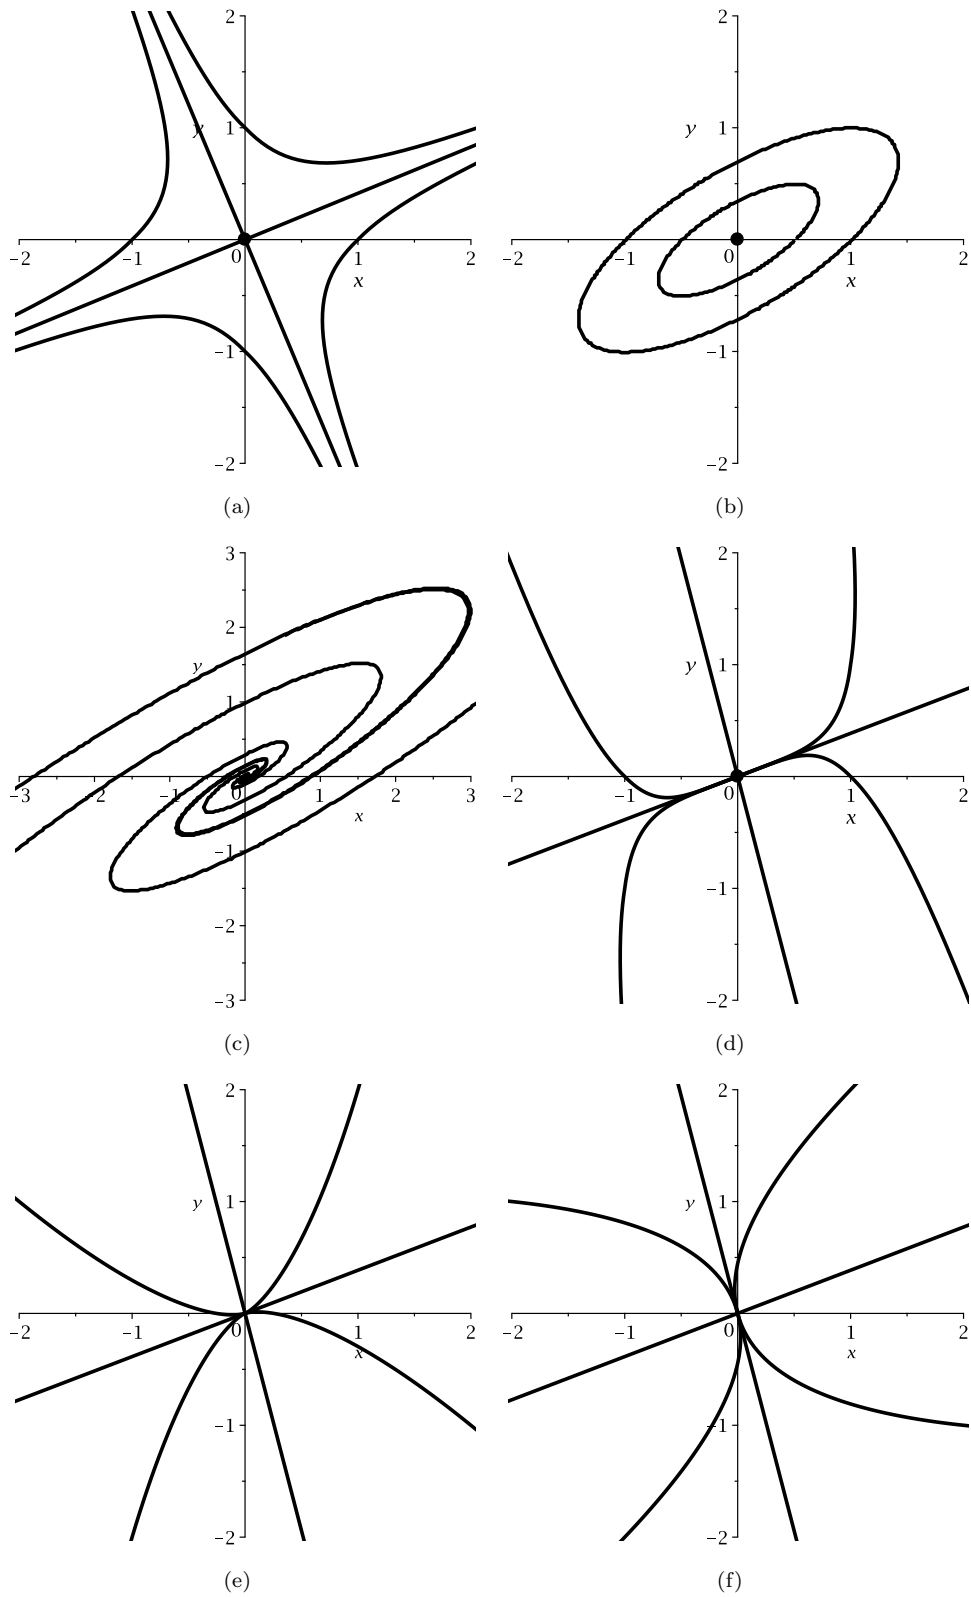 2 2
y 1 y 1
−2 −1 0 1 2 −2 −1 0 1 2
x x
−1 −1
−2 −2
(a) (b)
3 2
2
y y 1
1
−3 −2 −1 0 1 2 3 −2 −1 0 1 2
x x
−1 −1
−2
−3 −2
(c) (d)
2 2
y 1 y 1
−2 −1 0 1 2 −2 −1 0 1 2
x x
−1 −1
−2 −2
(e) (f)